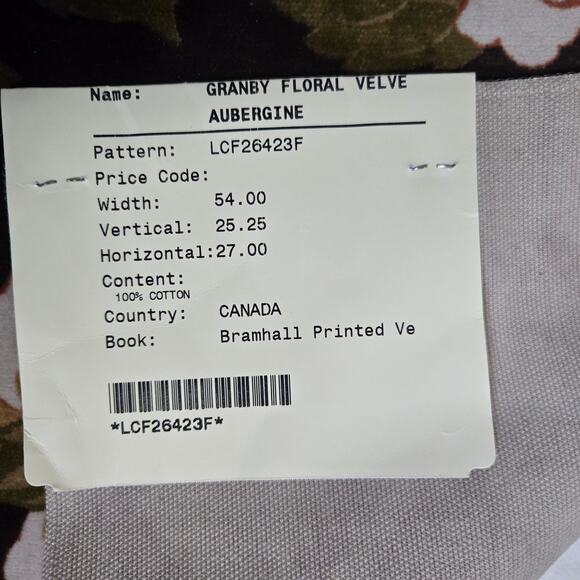 Name: GRANBY FLORAL VELVE
AUBERGINE
Pattern: LCF26423F
Price Code:
Width: 54.00
Vertical: 25.25
Horizontal:27.00
Content:
100% COTTON
Country: CANADA
Book: Bramhall Printed Ve
*LCF26423F*